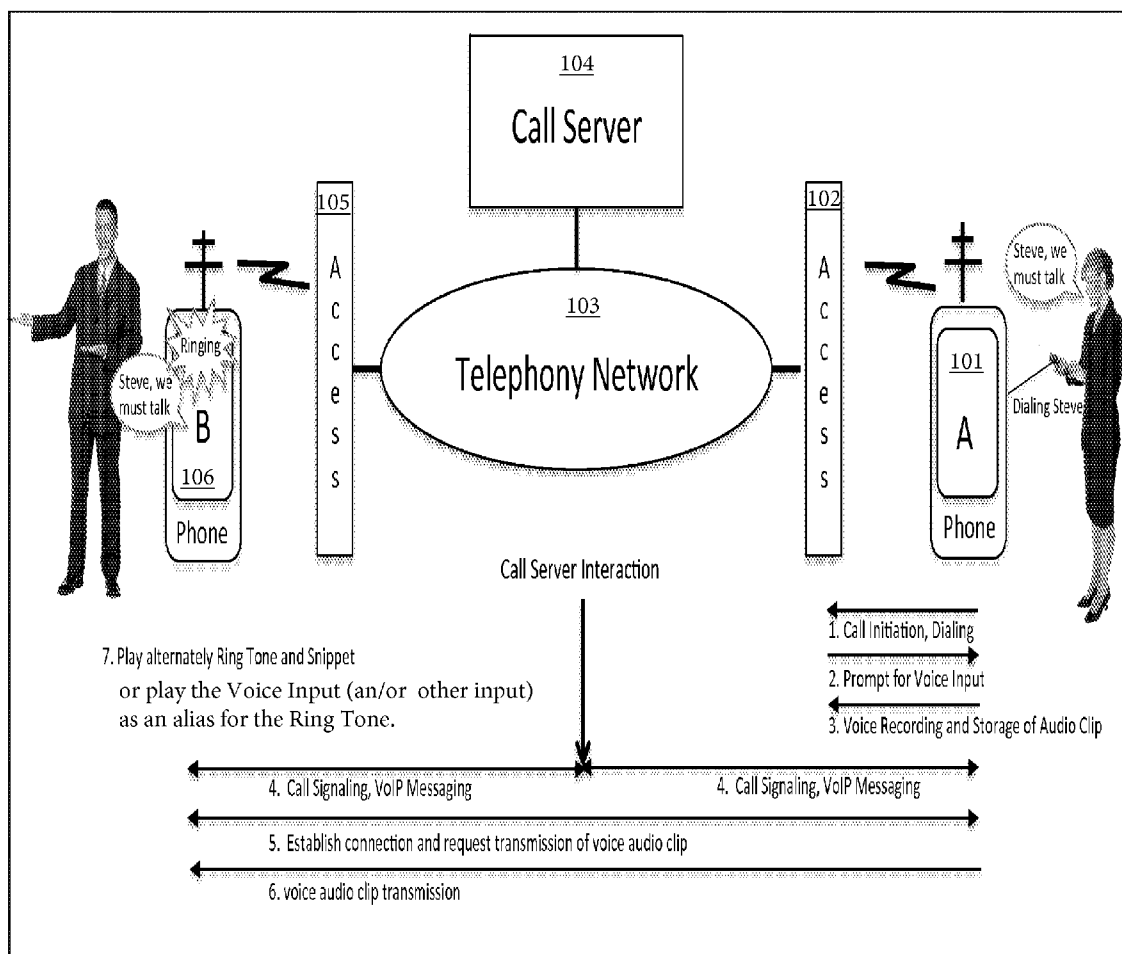 104
Call Server
105
Access
102
Access
103
Telephony Network
Ringing
Steve, we
must talk
B
106
Phone
Steve, we
must talk
101
A
Dialing Steve
Phone
Call Server Interaction
1. Call Initiation, Dialing
2. Prompt for Voice Input
3. Voice Recording and Storage of Audio Clip
7. Play alternately Ring Tone and Snippet
or play the Voice Input (an/or other input)
as an alias for the Ring Tone.
4. Call Signaling, VoIP Messaging
4. Call Signaling, VoIP Messaging
5. Establish connection and request transmission of voice audio clip
6. voice audio clip transmission